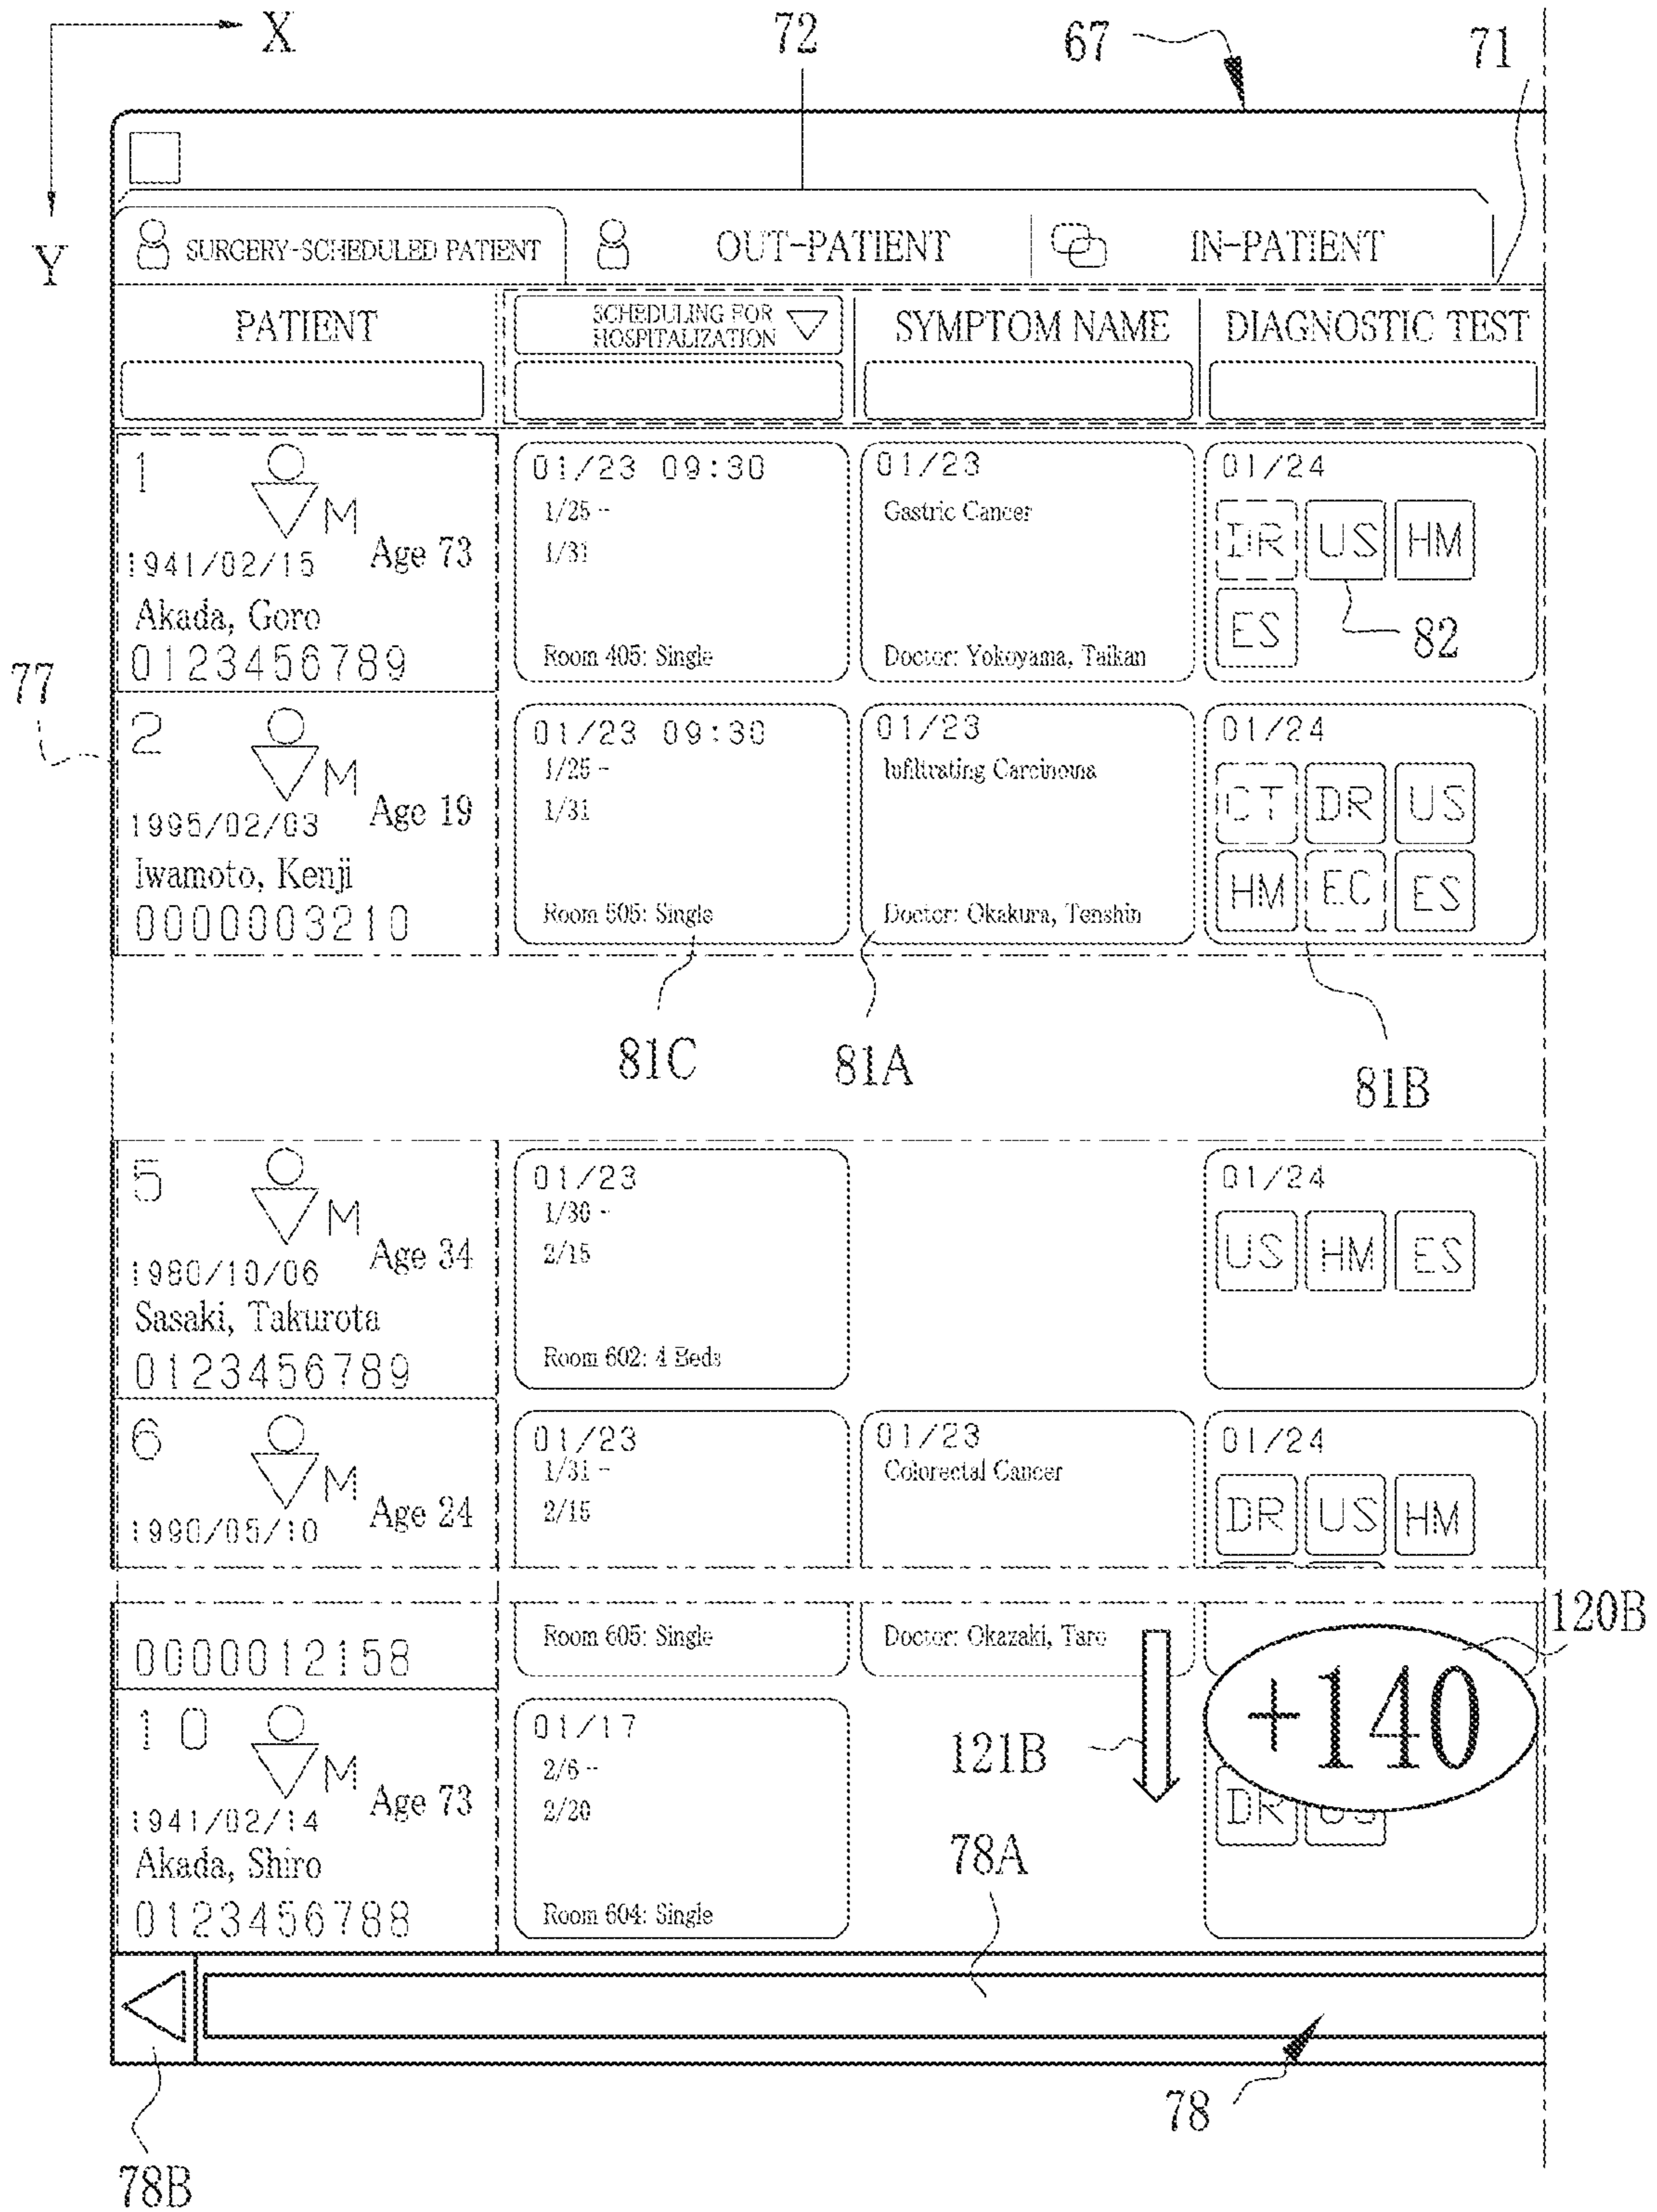 X
72
67
71
Y
SURGERY-SCHEDULED PATIENT
OUT-PATIENT
IN-PATIENT
PATIENT
SCHEDULING FOR
HOSPITALIZATION
SYMPTOM NAME
DIAGNOSTIC TEST
1
M
1941/02/15
Age 73
Akada, Goro
0123456789
01/23 09:30
1/25 -
1/31
Room 405: Single
01/23
Gastric Cancer
Doctor: Yokoyama, Taikan
01/24
DR US HM
ES
82
77
2
M
1995/02/03
Age 19
Iwamoto, Kenji
0000003210
01/23 09:30
1/25 -
1/31
Room 505: Single
01/23
Infiltrating Carcinoma
Doctor: Okakura, Tenshin
01/24
CT DR US
HM EC ES
81C
81A
81B
5
M
1980/10/06
Age 34
Sasaki, Takurota
0123456789
01/23
1/30 -
2/15
Room 602: 4 Beds
01/24
US HM ES
6
M
1990/05/10
Age 24
01/23
1/31 -
2/15
01/23
Colorectal Cancer
01/24
DR US HM
0000012158
Room 605: Single
Doctor: Okazaki, Taro
120B
+140
10
M
1941/02/14
Age 73
Akada, Shiro
0123456788
01/17
2/6 -
2/20
Room 604: Single
121B
DR US
78A
78
78B